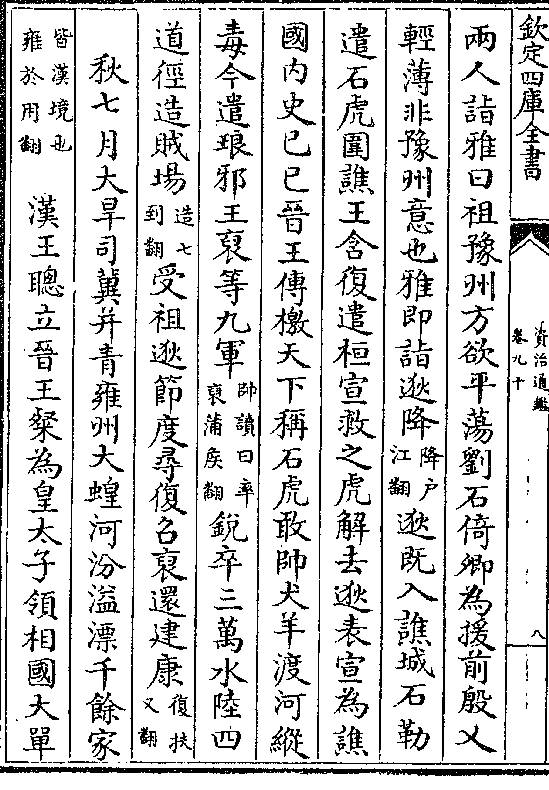 欽定四庫全書
資治通鑑
卷九十
八
兩人詣雅曰祖豫州方欲平蕩劉石倚卿為援前殷乂
輕薄非豫州意也雅即詣逖降降户江翻逖既入譙城石勒
遣石虎圍譙王含復遣桓宣救之虎解去逖表宣為譙
國内史己巳晉王傳檄天下稱石虎敢帥犬羊渡河縱
毒今遣琅邪王裒等九軍帥讀曰率裒蒲矦翻銳卒三萬水陸四
道徑造賊場造七到翻受祖逖節度尋復召裒還建康復扶又翻
秋七月大旱司冀并青雍州大蝗河汾溢漂千餘家
皆漢境也雍於用翻漢王聰立晉王粲為皇太子領相國大單